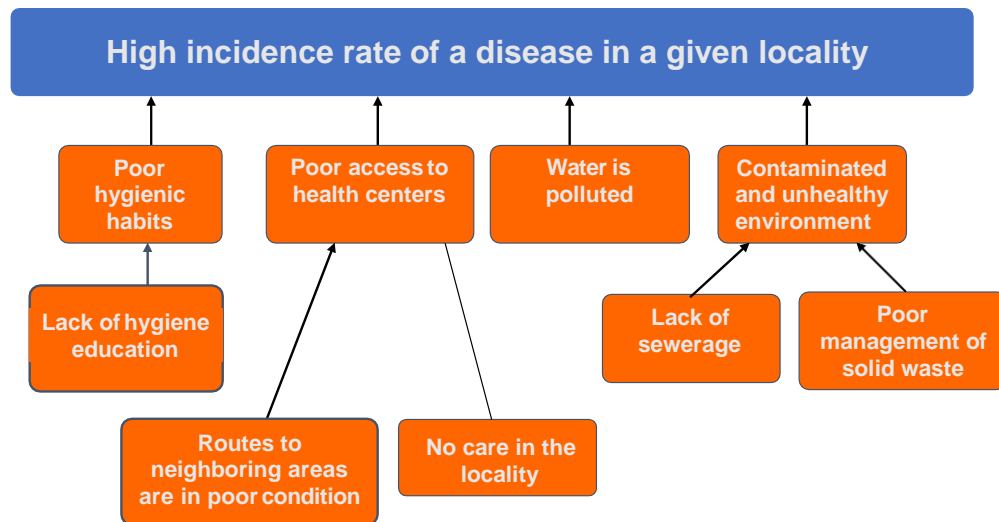 High incidence rate of a disease in a given locality
Poor
hygienic
habits
Poor access to
health centers
Water is
polluted
Contaminated
and unhealthy
environment
Lack of hygiene
education
Lack of
sewerage
Poor
management of
solid waste
Routes to
neighboring areas
are in poor condition
No care in the
locality